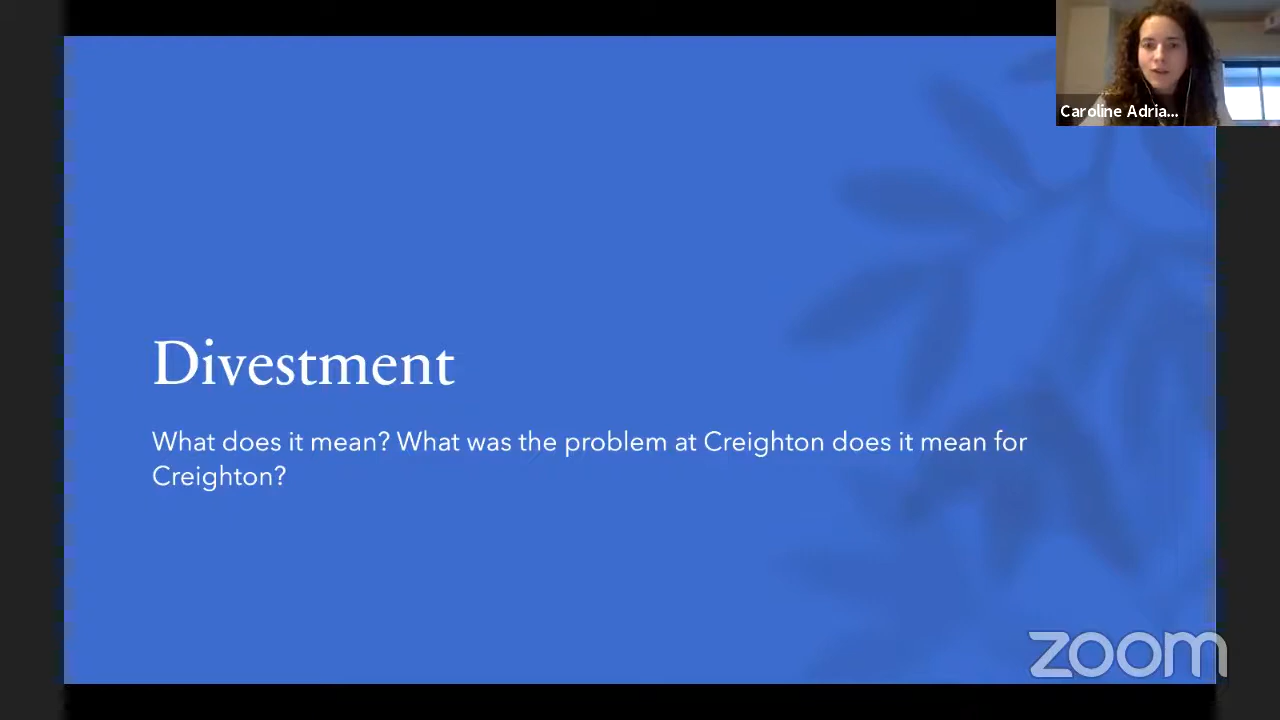 Caroline Adria...
Divestment
What does it mean? What was the problem at Creighton does it mean for
Creighton?
zoom